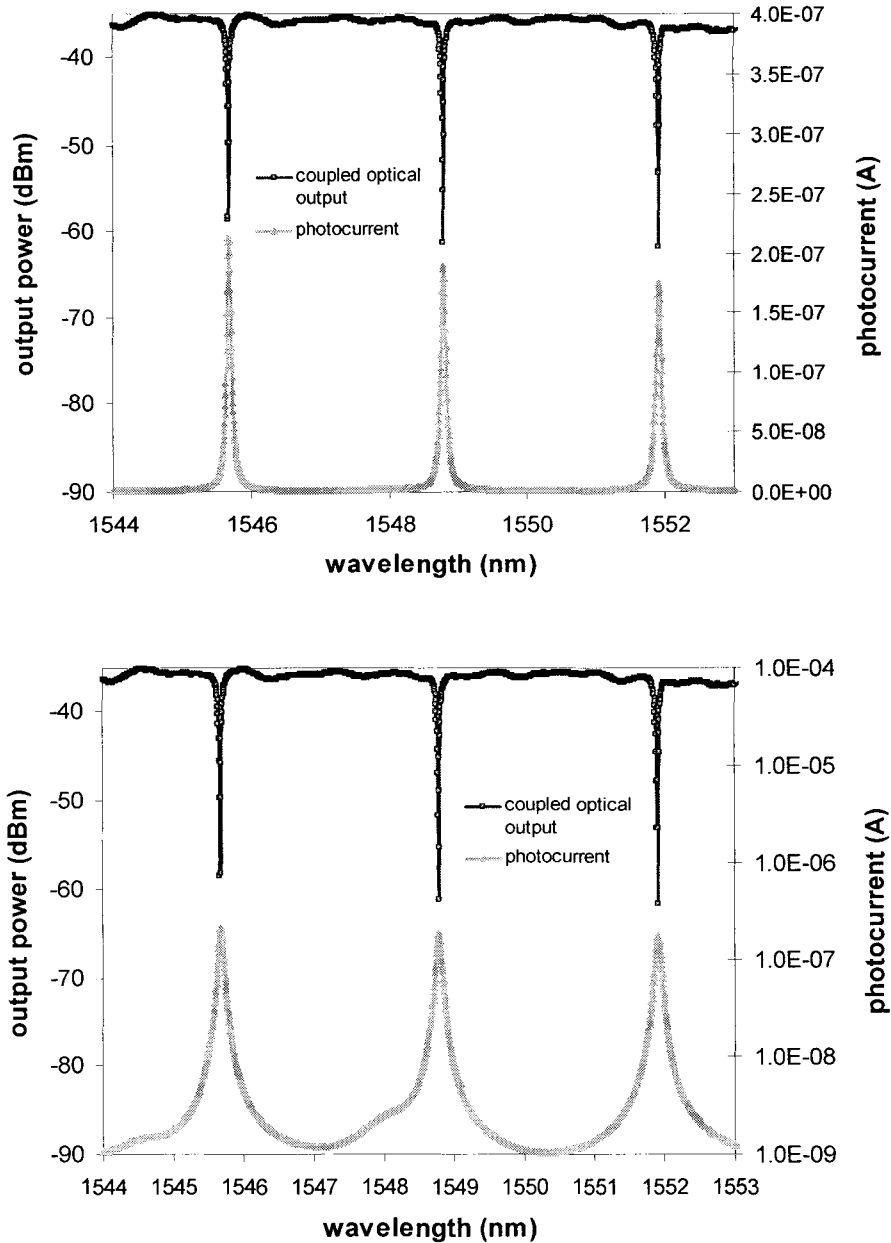 -40
-50
-60
-70
-80
-90
output power (dBm)
4.0E-07
3.5E-07
3.0E-07
2.5E-07
2.0E-07
1.5E-07
1.0E-07
5.0E-08
0.0E+00
photocurrent (A)
coupled optical
output
photocurrent
1544
1546
1548
1550
1552
wavelength (nm)
-40
-50
-60
-70
-80
-90
output power (dBm)
1.0E-04
1.0E-05
1.0E-06
1.0E-07
1.0E-08
1.0E-09
photocurrent (A)
coupled optical
output
photocurrent
1544
1545
1546
1547
1548
1549
1550
1551
1552
1553
wavelength (nm)